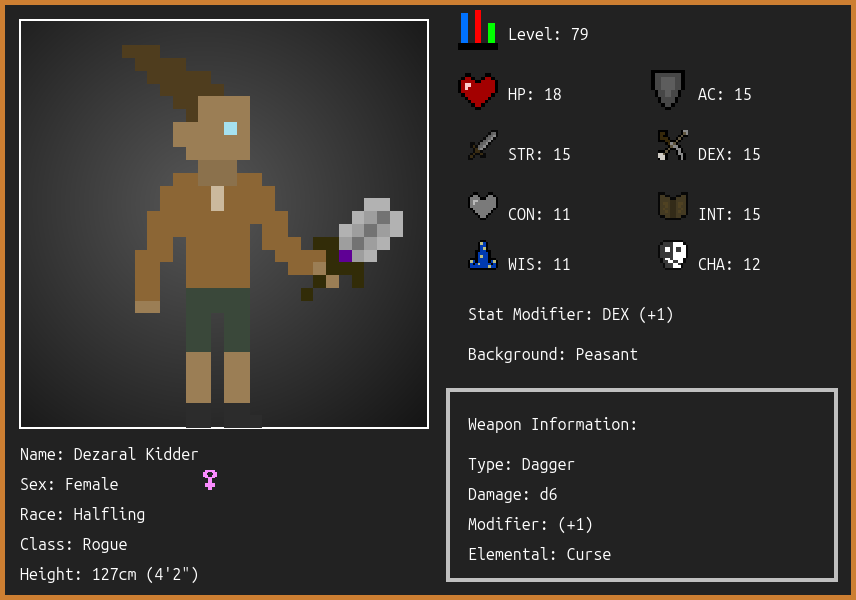 Level: 79
HP: 18
AC: 15
STR: 15
DEX: 15
CON: 11
INT: 15
WIS: 11
CHA: 12
Stat Modifier: DEX (+1)
Background: Peasant
Weapon Information:
Type: Dagger
Damage: d6
Modifier: (+1)
Elemental: Curse
Name: Dezaral Kidder
Sex: Female
Race: Halfling
Class: Rogue
Height: 127cm (4'2")